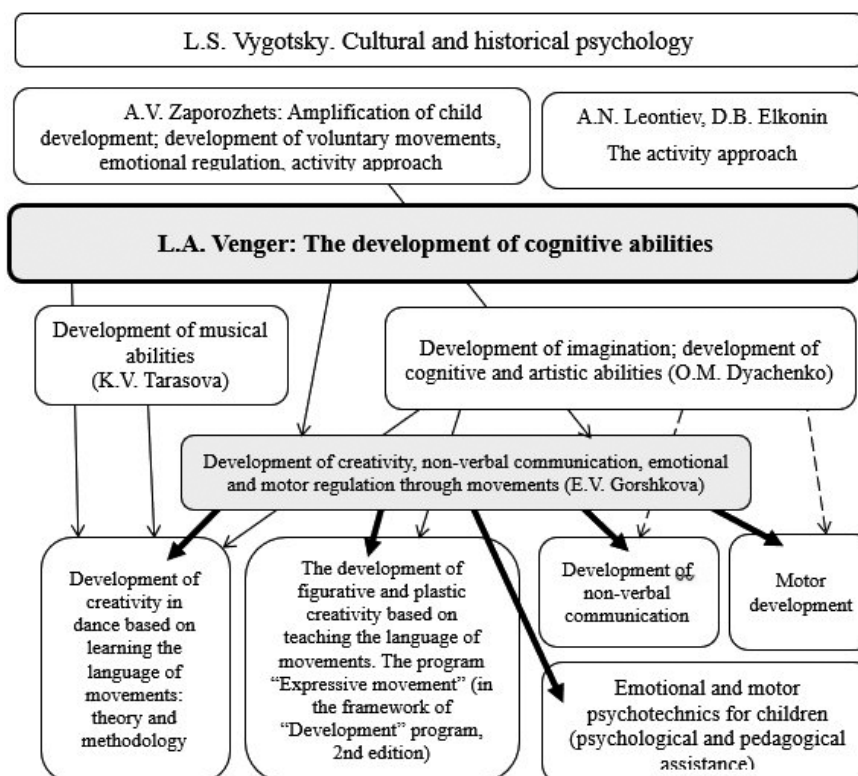 L.S. Vygotsky. Cultural and historical psychology
A.V. Zaporozhets: Amplification of child
development; development of voluntary movements,
emotional regulation, activity approach
A.N. Leontiev, D.B. Elkonin
The activity approach
L.A. Venger: The development of cognitive abilities
Development of musical
abilities
(K.V. Tarasova)
Development of imagination; development of
cognitive and artistic abilities (O.M. Dyachenko)
Development of creativity, non-verbal communication, emotional
and motor regulation through movements (E.V. Gorshkova)
Development of
creativity in
dance based on
learning the
language of
movements:
theory and
methodology
The development of
figurative and plastic
creativity based on
teaching the language of
movements. The program
“Expressive movement” (in
the framework of
“Development” program,
2nd edition)
Development of
non-verbal
communication
Motor
development
Emotional and motor
psychotechnics for children
(psychological and pedagogical
assistance)